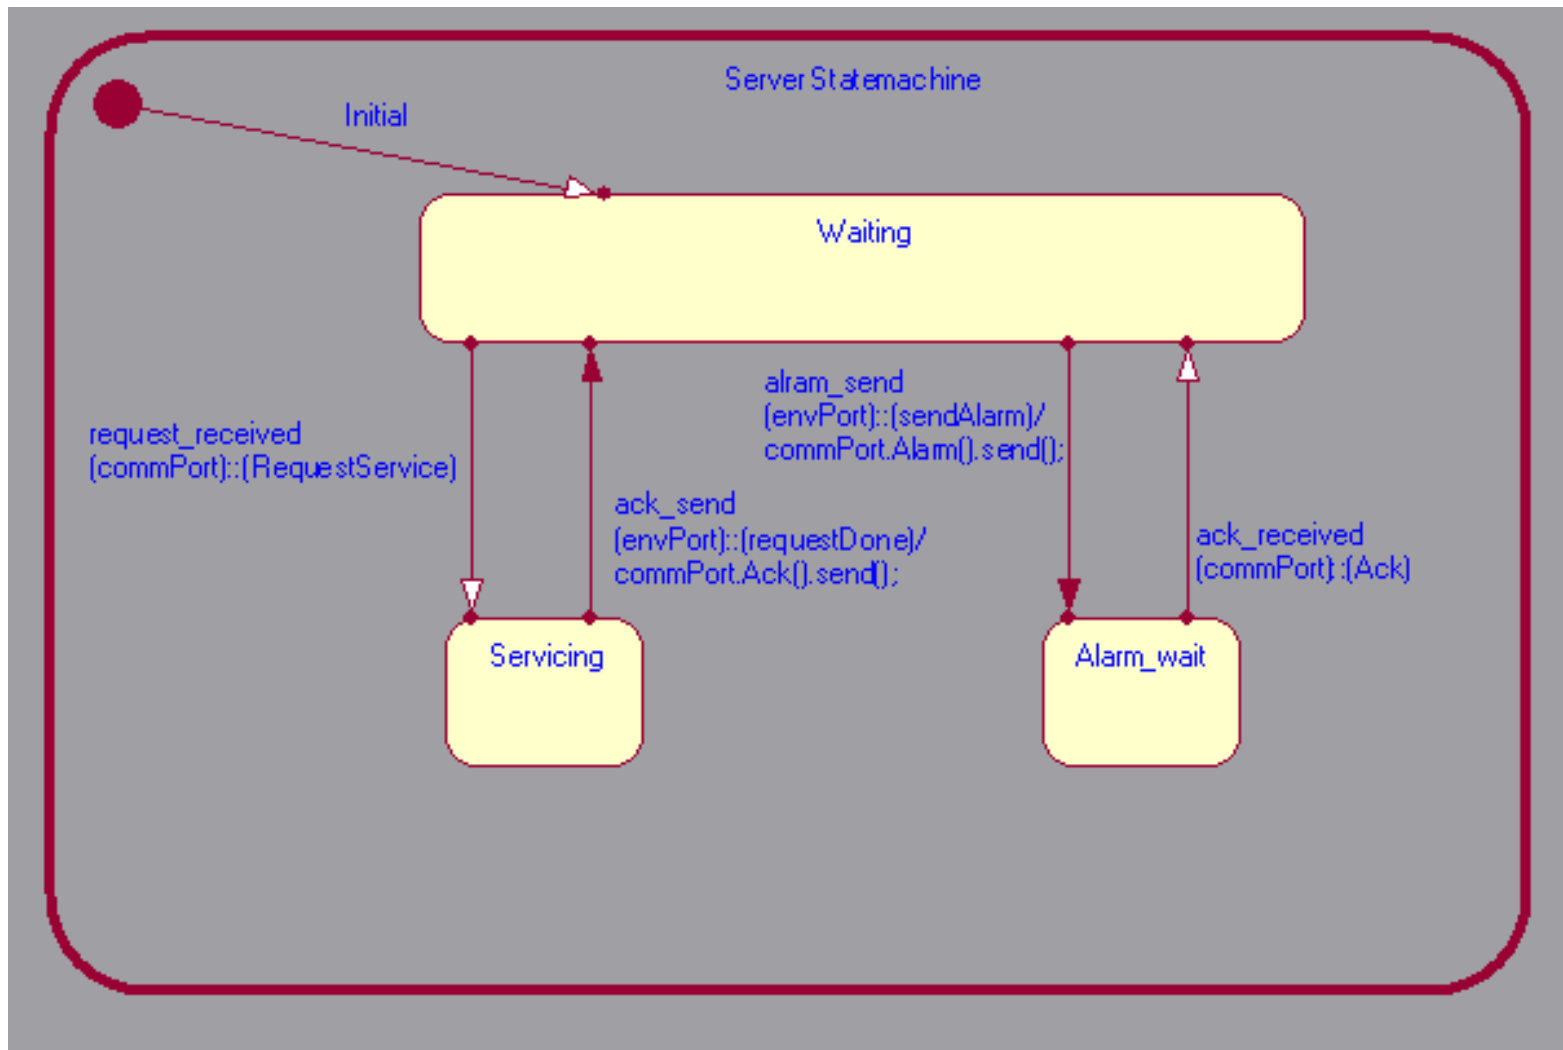 Server Statemachine
Initial
Waiting
request_received
(commPort)::(RequestService)
ack_send
(envPort)::(requestDone)/
commPort.Ack().send();
alram_send
(envPort)::(sendAlarm)/
commPort.Alarm().send();
ack_received
(commPort)::(Ack)
Servicing
Alarm_wait